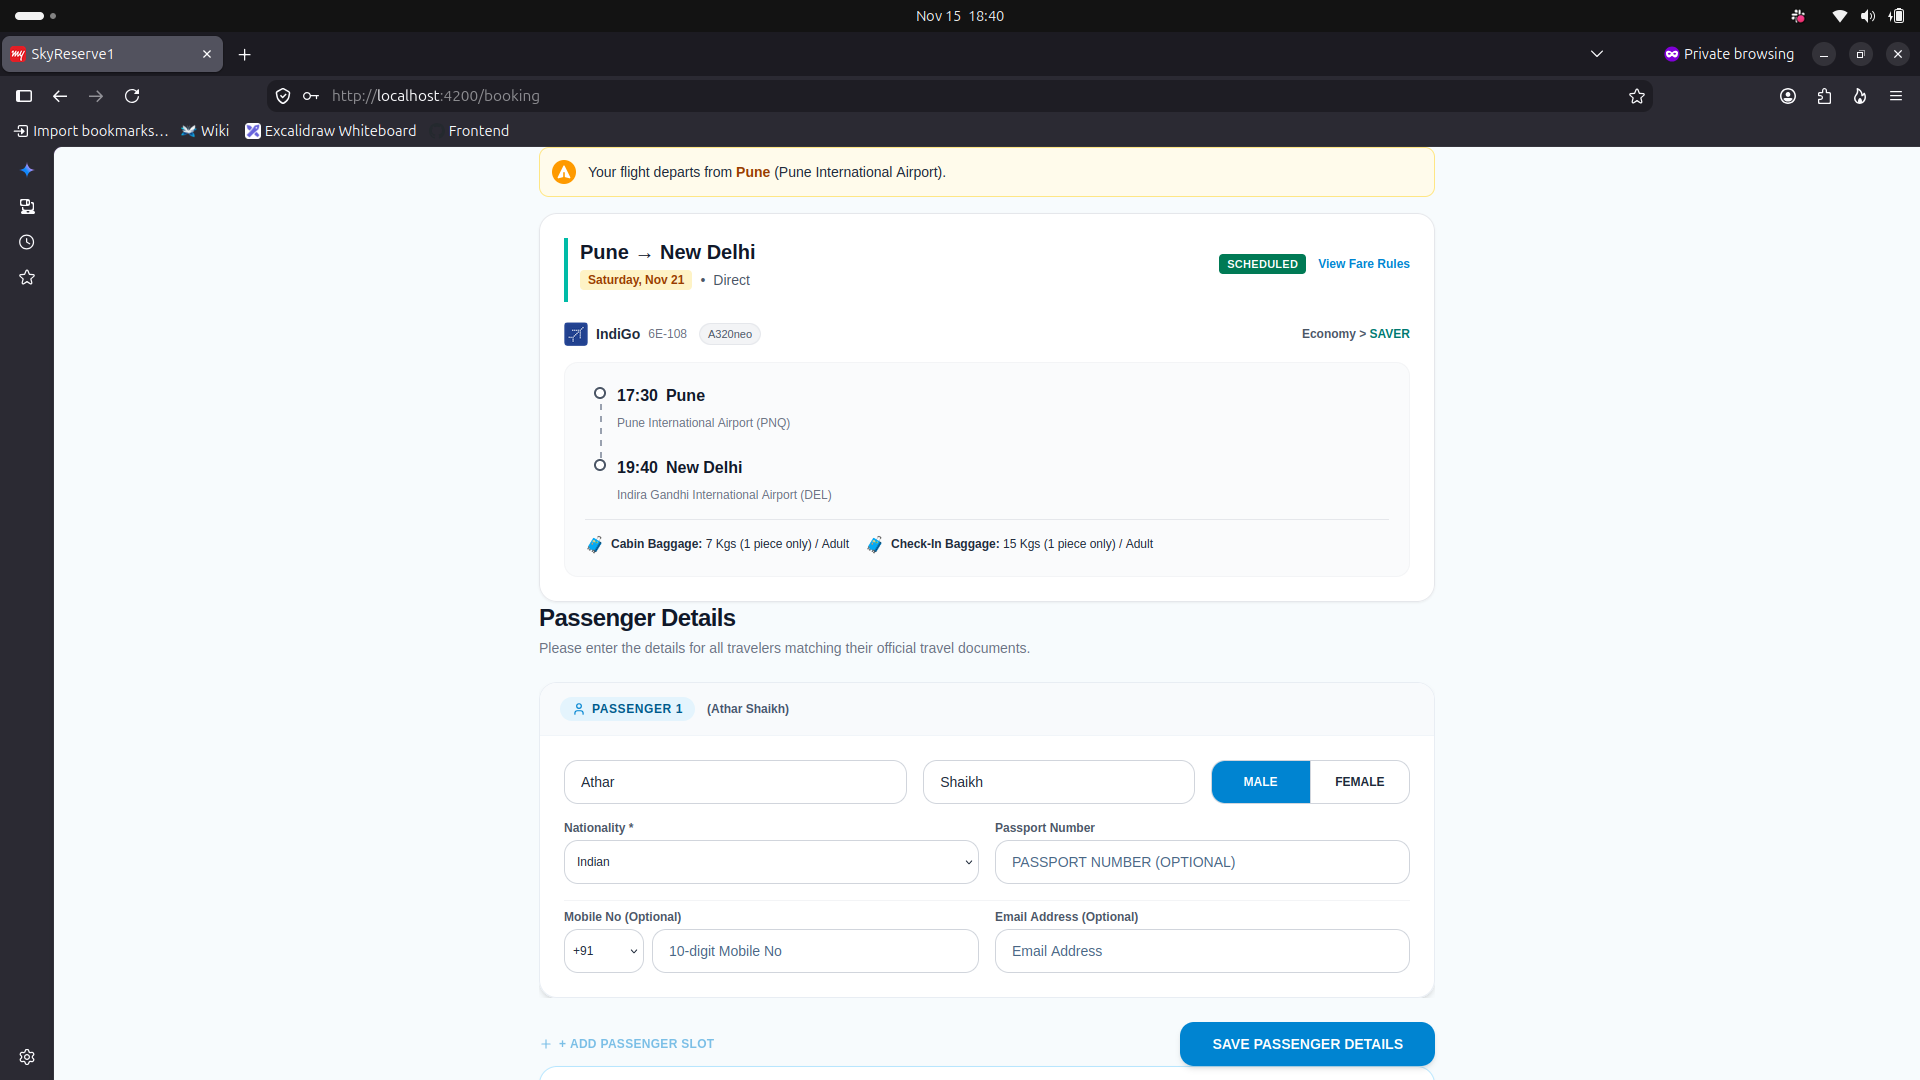 Nov 15 18:40
my SkyReserve1
Private browsing
http://localhost:4200/booking
Import bookmarks... Wiki Excalidraw Whiteboard Frontend
Your flight departs from Pune (Pune International Airport).
Pune → New Delhi
Saturday, Nov 21 • Direct
SCHEDULED View Fare Rules
IndiGo 6E-108 A320neo
Economy > SAVER
17:30 Pune
Pune International Airport (PNQ)
19:40 New Delhi
Indira Gandhi International Airport (DEL)
Cabin Baggage: 7 Kgs (1 piece only) / Adult Check-In Baggage: 15 Kgs (1 piece only) / Adult
Passenger Details
Please enter the details for all travelers matching their official travel documents.
PASSENGER 1 (Athar Shaikh)
Athar Shaikh MALE FEMALE
Nationality * Passport Number
Indian PASSPORT NUMBER (OPTIONAL)
Mobile No (Optional) Email Address (Optional)
+91 10-digit Mobile No Email Address
+ + ADD PASSENGER SLOT SAVE PASSENGER DETAILS